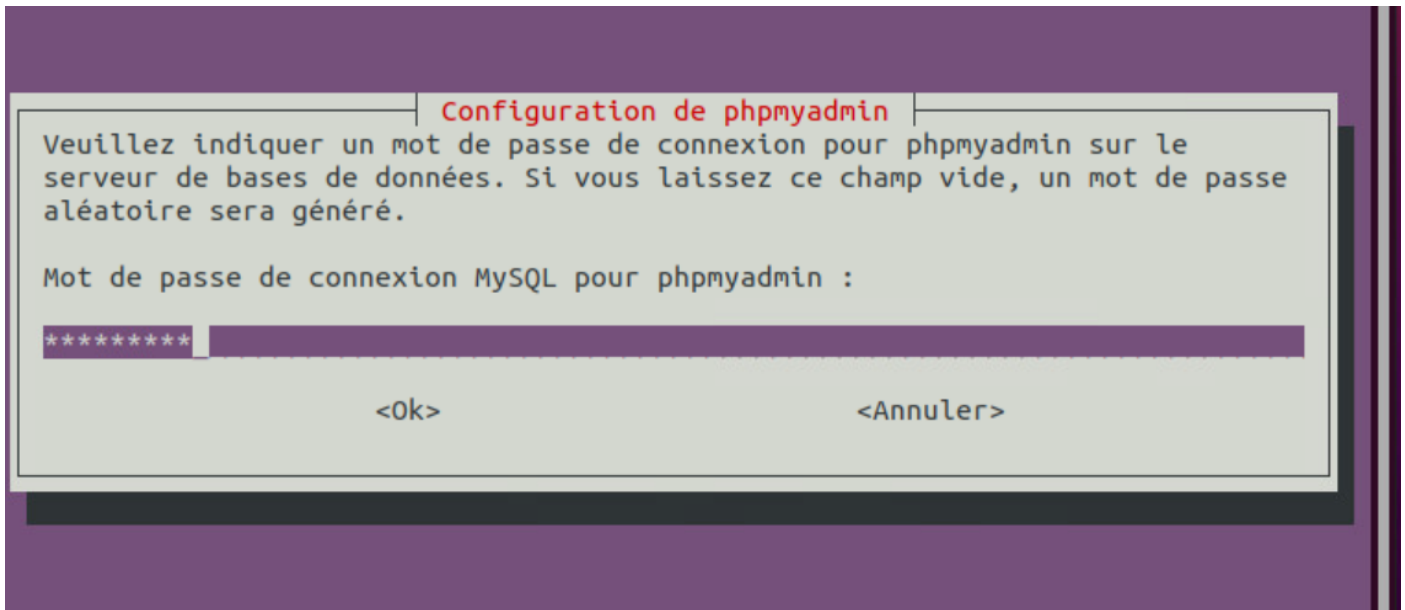 Configuration de phpmyadmin
Veuillez indiquer un mot de passe de connexion pour phpmyadmin sur le
serveur de bases de données. Si vous laissez ce champ vide, un mot de passe
aléatoire sera généré.
Mot de passe de connexion MySQL pour phpmyadmin :
*********
<Ok> <Annuler>